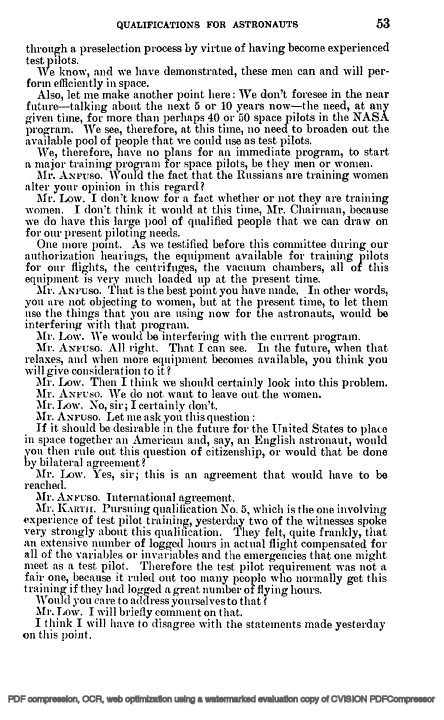 QUALIFICATIONS FOR ASTRONAUTS 53
through a preselection process by virtue of having become experienced
test pilots.
We know, and we have demonstrated, these men can and will per-
form efficiently in space.
Also, let me make another point here: We don't foresee in the near
future—talking about the next 5 or 10 years now—the need, at any
given time, for more than perhaps 40 or 50 space pilots in the NASA
program. We see, therefore, at this time, no need to broaden out the
available pool of people that we could use as test pilots.
We, therefore, have no plans for an immediate program, to start
a major training program for space pilots, be they men or women.
Mr. ANFUSO. Would the fact that the Russians are training women
alter your opinion in this regard?
Mr. Low. I don't know for a fact whether or not they are training
women. I don't think it would at this time, Mr. Chairman, because
we do have this large pool of qualified people that we can draw on
for our present piloting needs.
One more point. As we testified before this committee during our
authorization hearings, the equipment available for training pilots
for our flights, the centrifuges, the vacuum chambers, all of this
equipment is very much loaded up at the present time.
Mr. ANFUSO. That is the best point you have made. In other words,
you are not objecting to women, but at the present time, to let them
use the things that you are using now for the astronauts, would be
interfering with that program.
Mr. Low. We would be interfering with the current program.
Mr. ANFUSO. All right. That I can see. In the future, when that
relaxes, and when more equipment becomes available, you think you
will give consideration to it?
Mr. Low. Then I think we should certainly look into this problem.
Mr. ANFUSO. We do not want to leave out the women.
Mr. Low. No, sir; I certainly don't.
Mr. ANFUSO. Let me ask you this question:
If it should be desirable in the future for the United States to place
in space together an American and, say, an English astronaut, would
you then rule out this question of citizenship, or would that be done
by bilateral agreement?
Mr. Low. Yes, sir; this is an agreement that would have to be
reached.
Mr. ANFUSO. International agreement.
Mr. KARTH. Pursuing qualification No. 5, which is the one involving
experience of test pilot training, yesterday two of the witnesses spoke
very strongly about this qualification. They felt, quite frankly, that
an extensive number of logged hours in actual flight compensated for
all of the variables or invariables and the emergencies that one might
meet as a test pilot. Therefore the test pilot requirement was not a
fair one, because it ruled out too many people who normally get this
training if they had logged a great number of flying hours.
Would you care to address yourselves to that?
Mr. Low. I will briefly comment on that.
I think I will have to disagree with the statements made yesterday
on this point.
PDF compression, OCR, web optimization using a watermarked evaluation copy of CVISION PDFCompressor